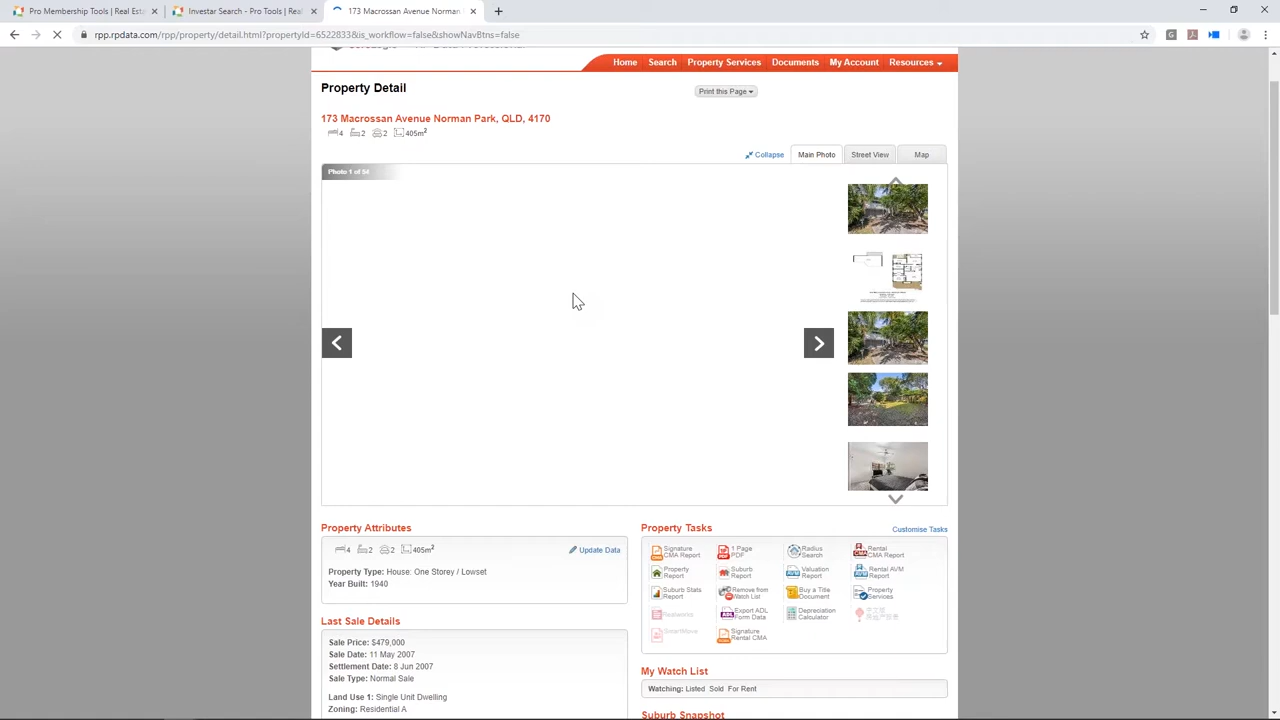 Pro Membership Tools | Real Est
Investar Search - Pro Tools | Real
173 Macrossan Avenue Norman
rpp.rpdata.com/rpp/property/detail.html?propertyId=6522833&is_workflow=false&showNavBtns=false
Home Search Property Services Documents My Account Resources
Property Detail
Print this Page
173 Macrossan Avenue Norman Park, QLD, 4170
4 2 2 405m²
Collapse Main Photo Street View Map
Photo 1 of 54
Property Attributes
4 2 2 405m²
Update Data
Property Type: House: One Storey / Lowset
Year Built: 1940
Last Sale Details
Sale Price: $479,000
Sale Date: 11 May 2007
Settlement Date: 8 Jun 2007
Sale Type: Normal Sale
Land Use 1: Single Unit Dwelling
Zoning: Residential A
Property Tasks
Customise Tasks
Signature CMA Report
1 Page PDF
Radius Search
Rental CMA Report
Property Report
Suburb Report
Valuation Report
Rental AVM Report
Suburb Stats Report
Remove from Watch List
Buy a Title Document
Property Services
Realworks
Export ADL Form Data
Depreciation Calculator
SmartMove
Signature Rental CMA
My Watch List
Watching: Listed Sold For Rent
Suburb Snapshot